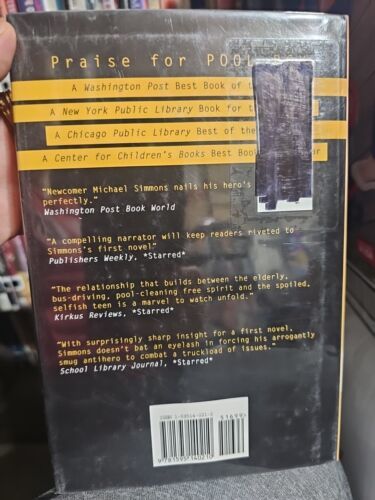 Praise for POOL
A Washington Post Best Book of
A New York Public Library Book for
A Chicago Public Library Best of the
A Center for Children's Books Best Book
"Newcomer Michael Simmons nails his hero's
perfectly."
Washington Post Book World
"A compelling narrator will keep readers riveted to
Simmons's first novel"
Publishers Weekly, *Starred*
"The relationship that builds between the elderly,
bus-driving, pool-cleaning free spirit and the spoiled,
selfish teen is a marvel to watch unfold."
Kirkus Reviews, *Starred*
"With surprisingly sharp insight for a first novel,
Simmons doesn't bat an eyelash in forcing his arrogantly
smug antihero to combat a truckload of issues."
School Library Journal, *Starred*
51699
9 781595 140210